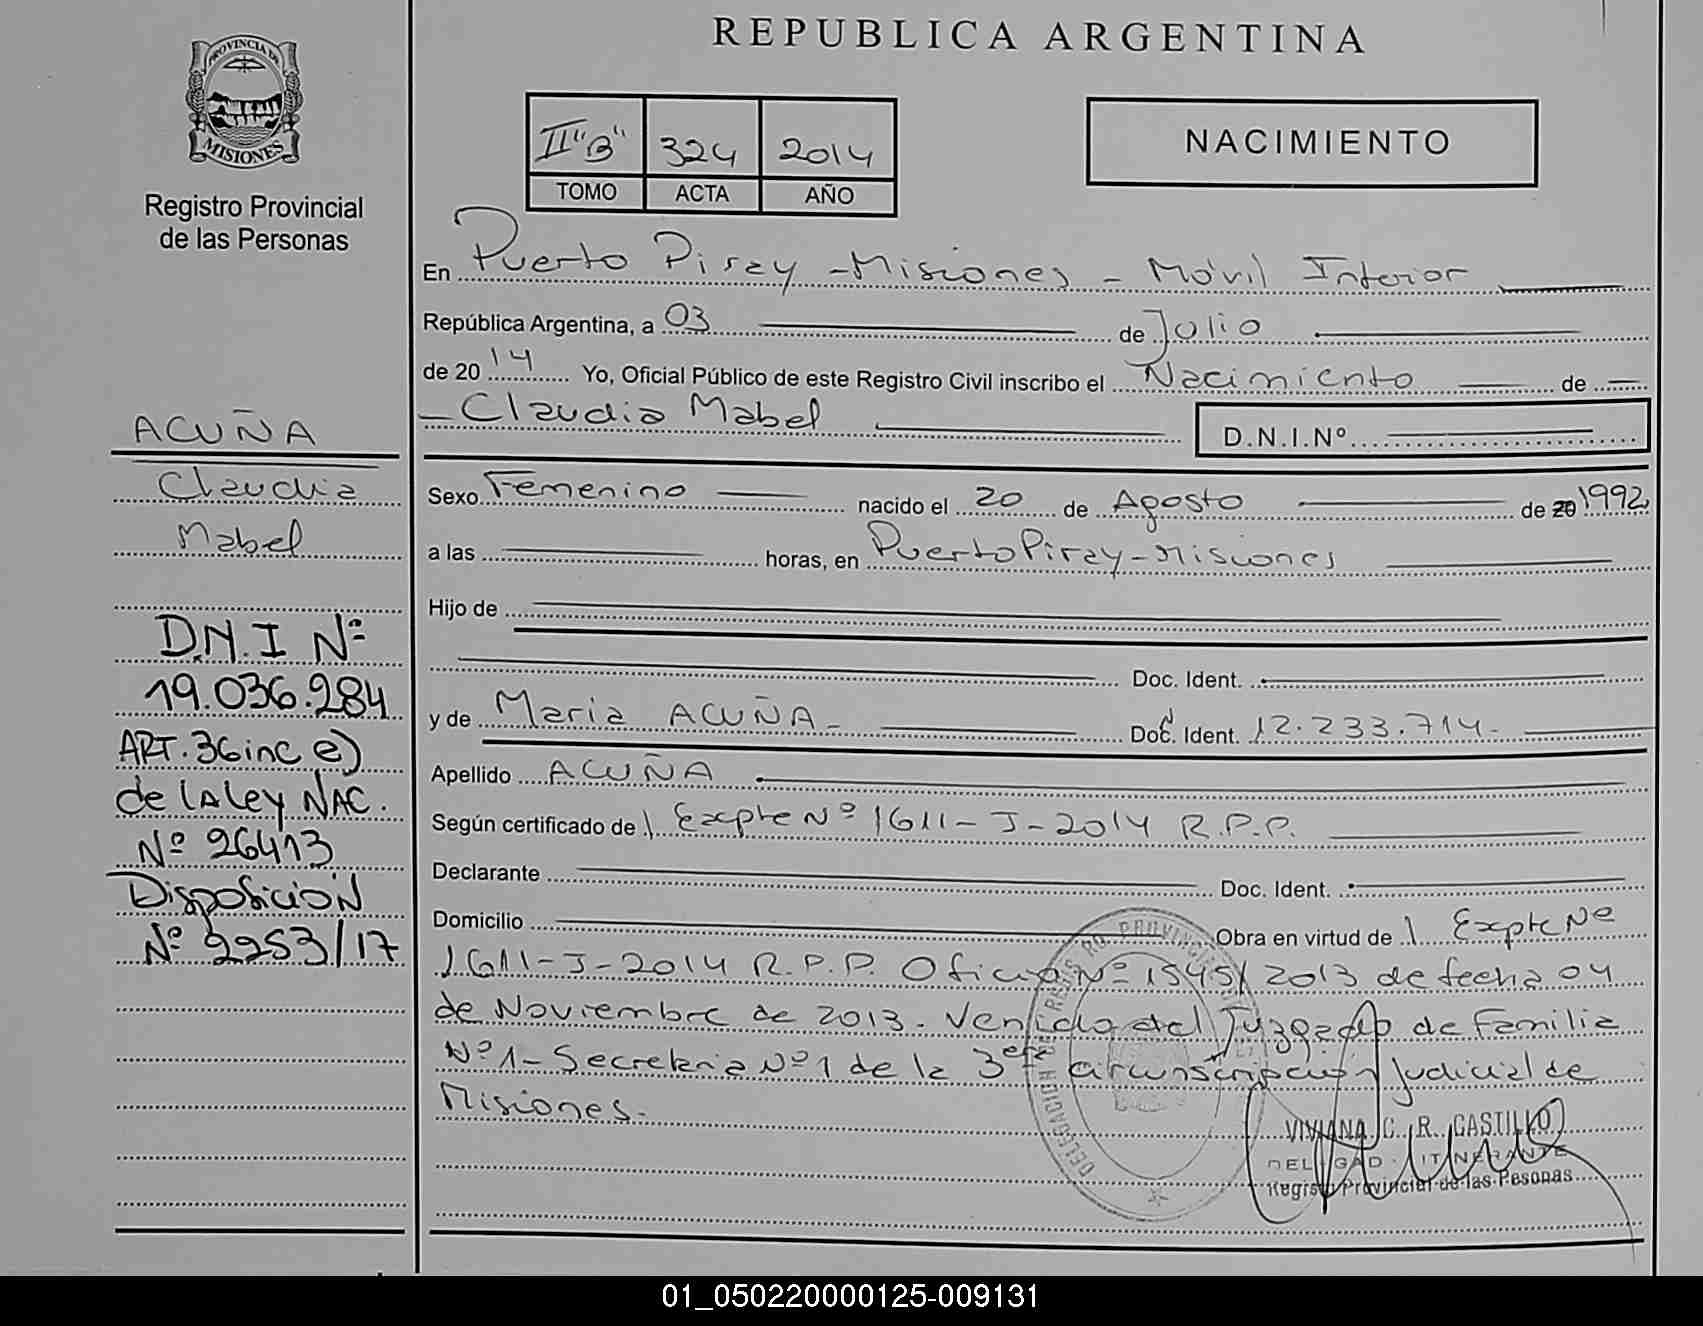 PROVINCIA DE
MISIONES
Registro Provincial
de las Personas
ACUÑA
Claudia
Mabel
D.N.I Nº
19.036.284
ART. 36 inc e)
de la Ley NAC.
Nº 26413
Disposición
Nº 2253/17
REPUBLICA ARGENTINA
II "B" 324 2014
TOMO ACTA AÑO
NACIMIENTO
En Puerto Piray - Misiones - Móvil Interior
República Argentina, a 03 de Julio
de 20 14 Yo, Oficial Público de este Registro Civil inscribo el Nacimiento de
Claudia Mabel
D.N.I.Nº
Sexo Femenino nacido el 20 de Agosto de 20 1992
a las horas, en Puerto Piray - Misiones
Hijo de
Doc. Ident.
y de Maria ACUÑA - Doc. Ident. 12.233.714-
Apellido ACUÑA
Según certificado de Expte Nº 1611-J-2014 R.P.P.
Declarante Doc. Ident.
Domicilio Obra en virtud de Expte Nº
1611-J-2014 R.P.P. Oficio Nº 1545/2013 de fecha 04
de Noviembre de 2013. Venido del Juzgado de Familia
Nº 1 - Secretaria Nº 1 de la 3era circunscripción Judicial de
Misiones.
VIVIANA C. R. CASTILLO
ITINERANTE
Registro Provincial de las Pesonas
01_050220000125-009131